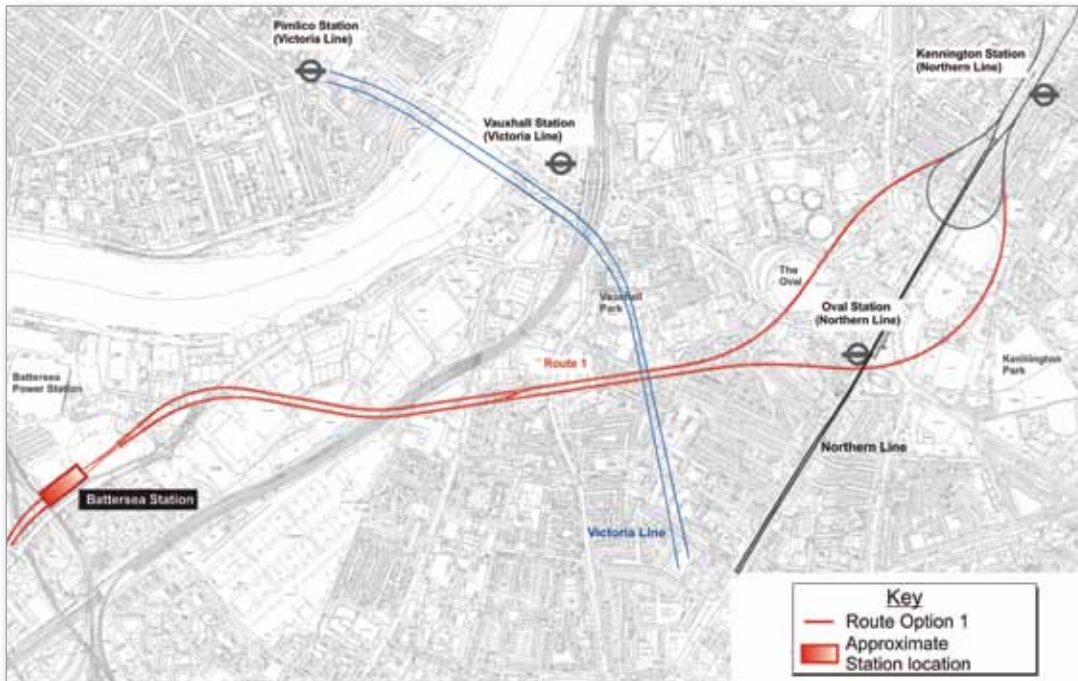 Pimlico Station
(Victoria Line)
Kennington Station
(Northern Line)
Vauxhall Station
(Victoria Line)
The
Oval
Vauxhall
Park
Oval Station
(Northern Line)
Kennington
Park
Route 1
Battersea
Power Station
Northern Line
Battersea Station
Victoria Line
Key
Route Option 1
Approximate
Station location